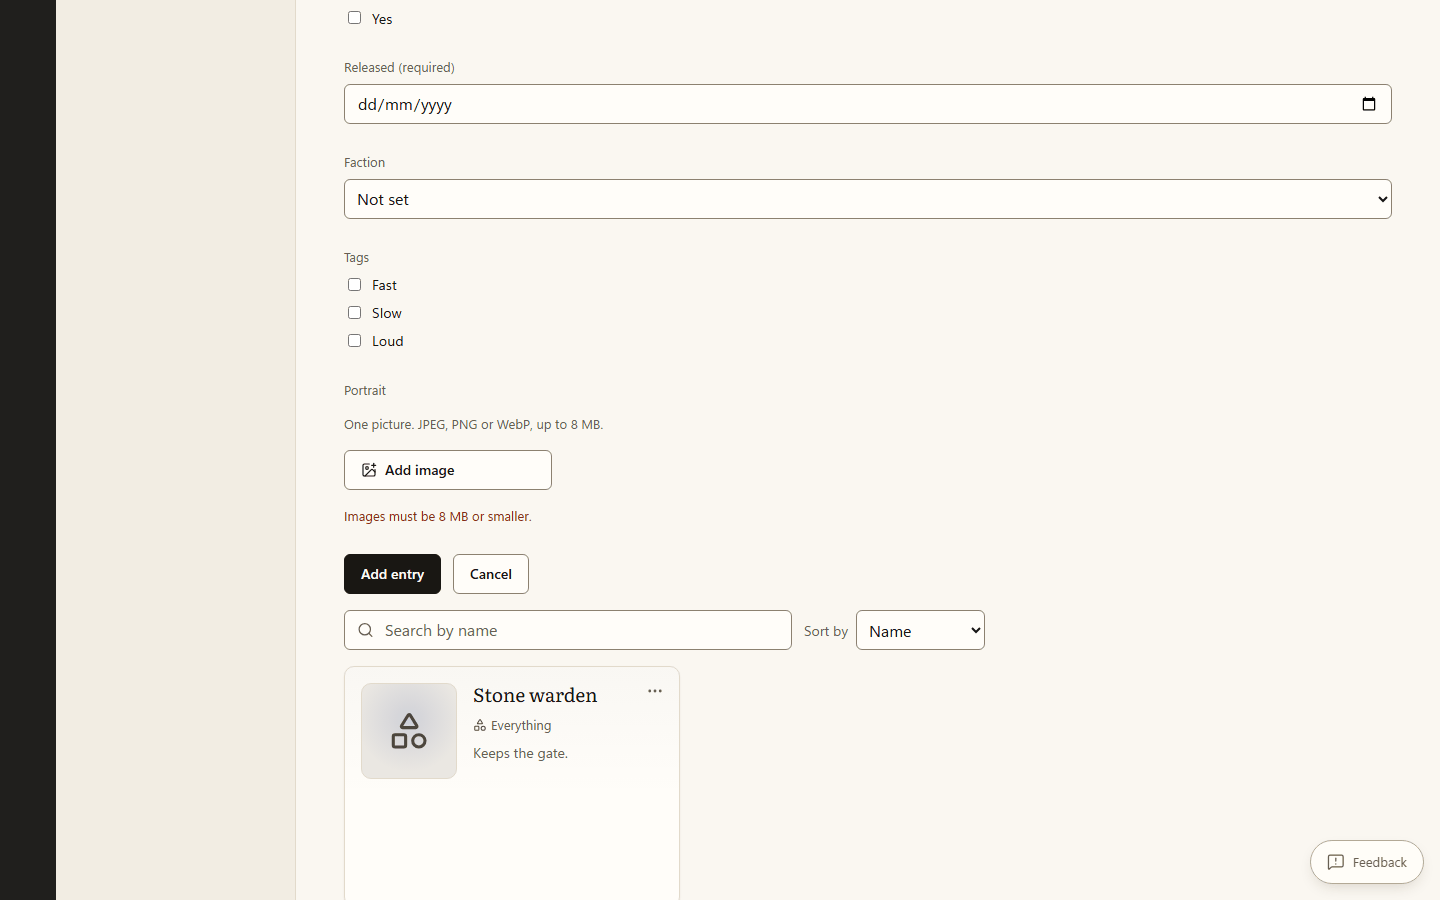 Yes
Released (required)
dd/mm/yyyy
Faction
Not set
Tags
Fast
Slow
Loud
Portrait
One picture. JPEG, PNG or WebP, up to 8 MB.
Add image
Images must be 8 MB or smaller.
Add entry Cancel
Search by name Sort by Name
Stone warden
Everything
Keeps the gate.
Feedback